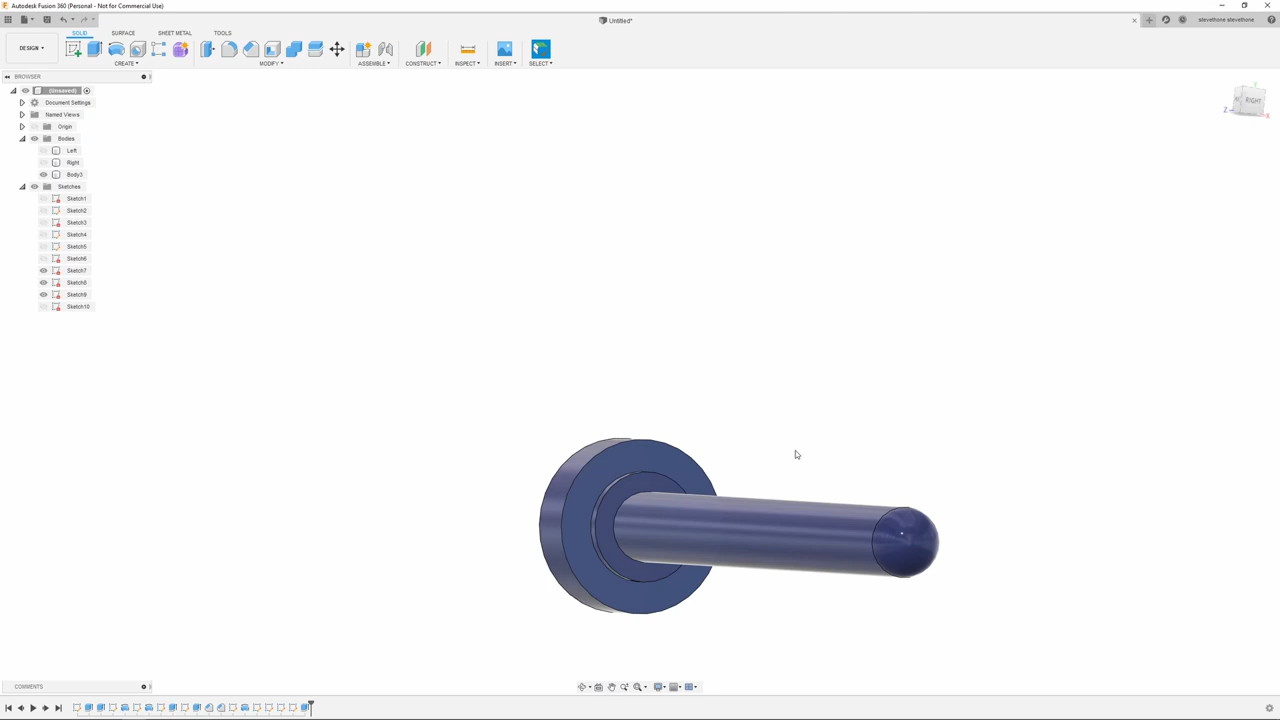 Autodesk Fusion 360 (Personal - Not for Commercial Use)
Untitled*
stevethone stevethone
DESIGN
SOLID
SURFACE
SHEET METAL
TOOLS
CREATE
MODIFY
ASSEMBLE
CONSTRUCT
INSPECT
INSERT
SELECT
BROWSER
(Unsaved)
Document Settings
Named Views
Origin
Bodies
Left
Right
Body3
Sketches
Sketch1
Sketch2
Sketch3
Sketch4
Sketch5
Sketch6
Sketch7
Sketch8
Sketch9
Sketch10
Y
RIGHT
Z
X
COMMENTS